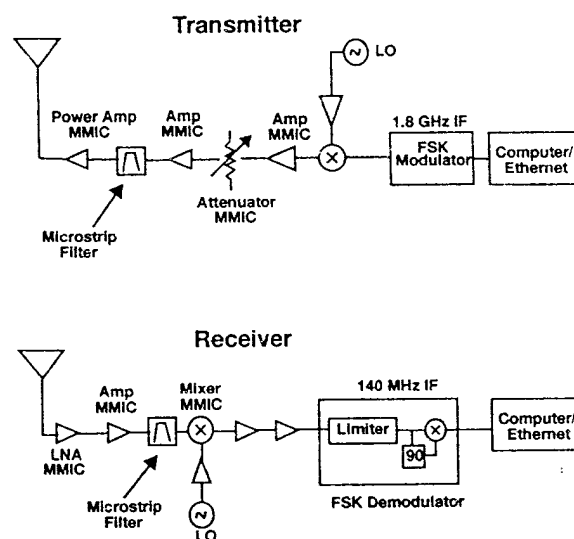 Transmitter
LO
Power Amp
MMIC
Amp
MMIC
Amp
MMIC
1.8 GHz IF
FSK
Modulator
Computer/
Ethernet
Attenuator
MMIC
Microstrip
Filter
Receiver
Amp
MMIC
Mixer
MMIC
140 MHz IF
Limiter
90
Computer/
Ethernet
LNA
MMIC
Microstrip
Filter
LO
FSK Demodulator